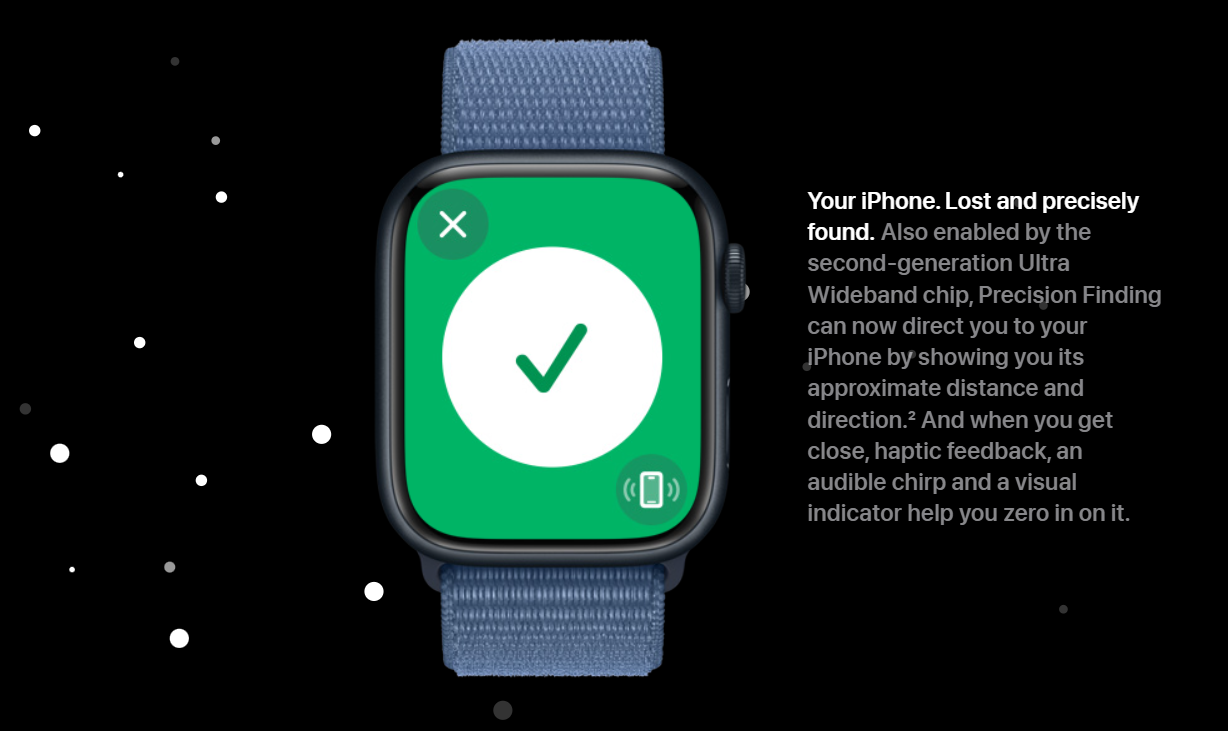 Your iPhone. Lost and precisely
found. Also enabled by the
second-generation Ultra
Wideband chip, Precision Finding
can now direct you to your
iPhone by showing you its
approximate distance and
direction.² And when you get
close, haptic feedback, an
audible chirp and a visual
indicator help you zero in on it.